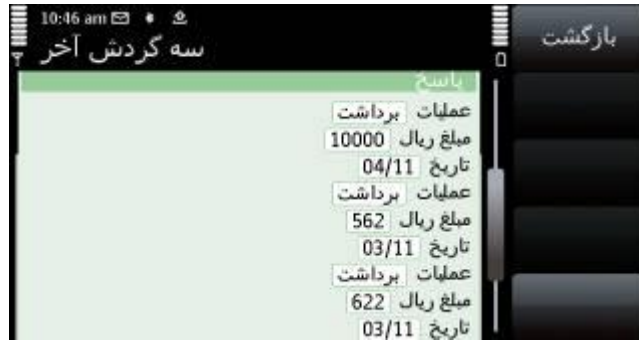 10:46 am
سه گردش آخر
بازگشت
پاسخ
عملیات برداشت
مبلغ ریال 10000
تاریخ 04/11
عملیات برداشت
مبلغ ریال 562
تاریخ 03/11
عملیات برداشت
مبلغ ریال 622
تاریخ 03/11